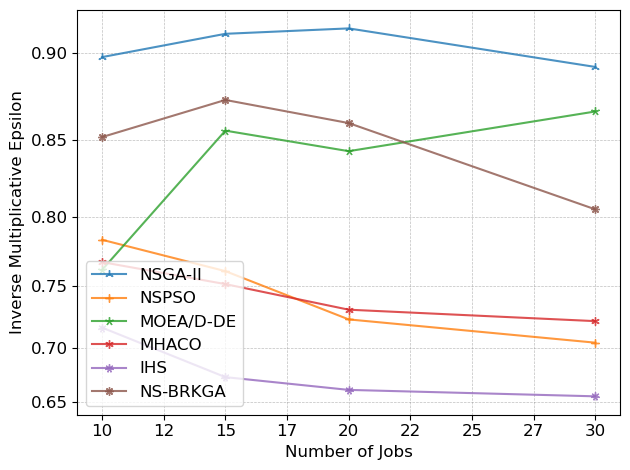 Inverse Multiplicative Epsilon
0.90
0.85
0.80
0.75
0.70
0.65
NSGA-II
NSPSO
MOEA/D-DE
MHACO
IHS
NS-BRKGA
10 12 15 17 20 22 25 27 30
Number of Jobs